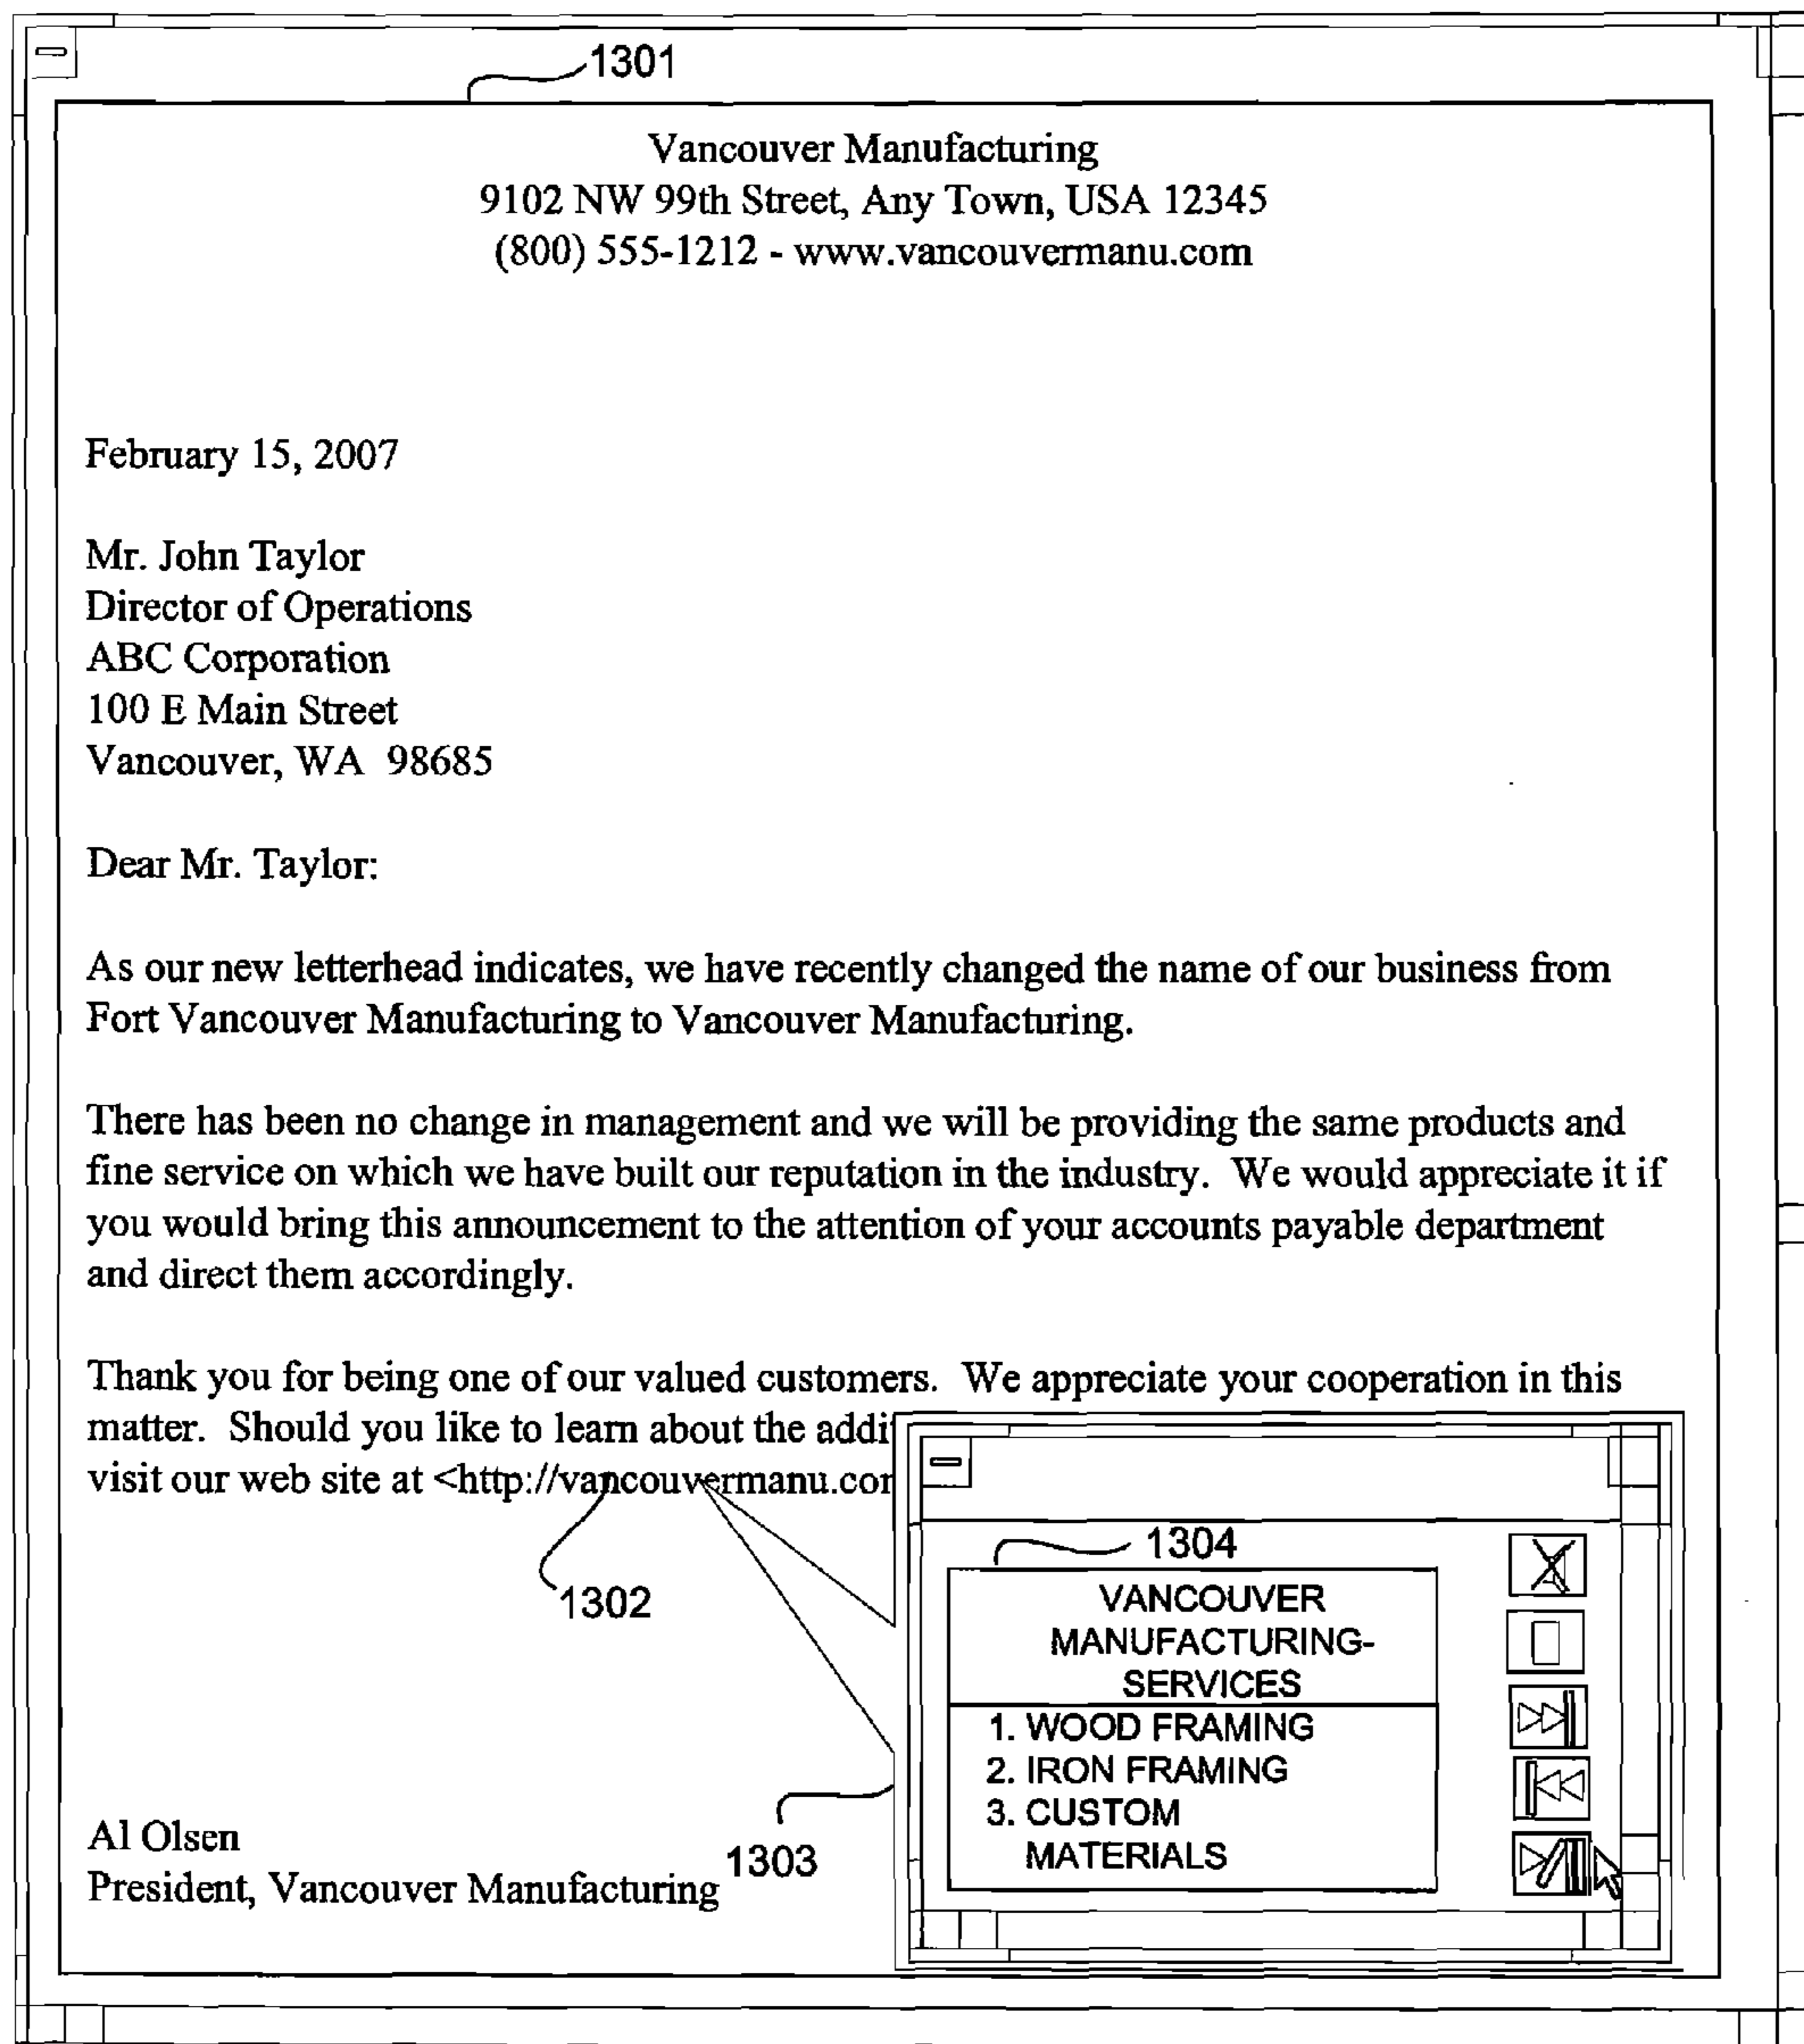 1301
Vancouver Manufacturing
9102 NW 99th Street, Any Town, USA 12345
(800) 555-1212 - www.vancouvermanu.com
February 15, 2007
Mr. John Taylor
Director of Operations
ABC Corporation
100 E Main Street
Vancouver, WA 98685
Dear Mr. Taylor:
As our new letterhead indicates, we have recently changed the name of our business from
Fort Vancouver Manufacturing to Vancouver Manufacturing.
There has been no change in management and we will be providing the same products and
fine service on which we have built our reputation in the industry. We would appreciate it if
you would bring this announcement to the attention of your accounts payable department
and direct them accordingly.
Thank you for being one of our valued customers. We appreciate your cooperation in this
matter. Should you like to learn about the addi
visit our web site at <http://vancouvermanu.com
1302
1304
VANCOUVER
MANUFACTURING-
SERVICES
1. WOOD FRAMING
2. IRON FRAMING
3. CUSTOM
MATERIALS
1303
Al Olsen
President, Vancouver Manufacturing